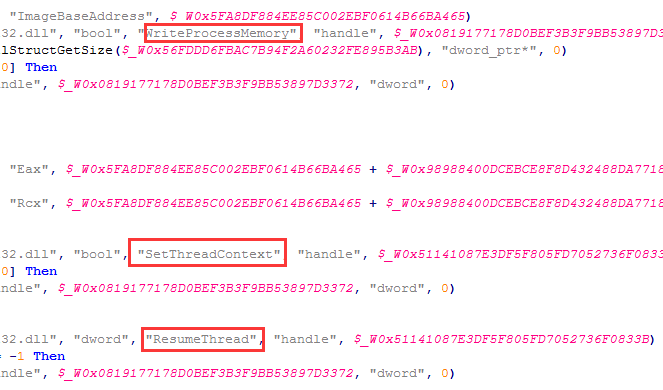 "ImageBaseAddress", $_W0x5FA8DF884EE85C002EBF0614B66BA465)
32.dll", "bool", "WriteProcessMemory", "handle", $_W0x0819177178D0BEF3B3F9BB53897D3
lStructGetSize($_W0x56FDDD6FBAC7B94F2A60232FE895B3AB), "dword_ptr*", 0)
0] Then
ndle", $_W0x0819177178D0BEF3B3F9BB53897D3372, "dword", 0)
"Eax", $_W0x5FA8DF884EE85C002EBF0614B66BA465 + $_W0x98988400DCEBCE8F8D432488DA7718
"Rcx", $_W0x5FA8DF884EE85C002EBF0614B66BA465 + $_W0x98988400DCEBCE8F8D432488DA7718
32.dll", "bool", "SetThreadContext", "handle", $_W0x51141087E3DF5F805FD7052736F0833
0] Then
ndle", $_W0x0819177178D0BEF3B3F9BB53897D3372, "dword", 0)
32.dll", "dword", "ResumeThread", "handle", $_W0x51141087E3DF5F805FD7052736F0833B)
= -1 Then
ndle", $_W0x0819177178D0BEF3B3F9BB53897D3372, "dword", 0)